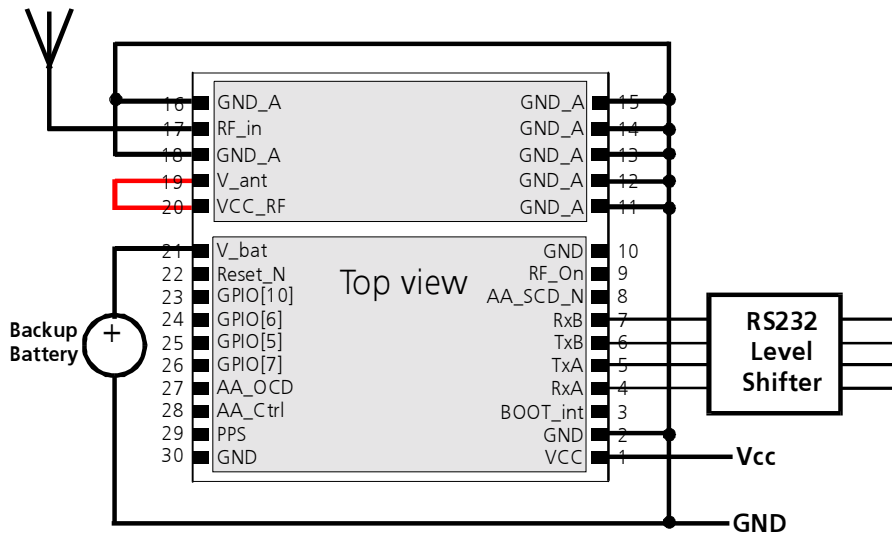 16 GND_A GND_A 15
17 RF_in GND_A 14
18 GND_A GND_A 13
19 V_ant GND_A 12
20 VCC_RF GND_A 11
21 V_bat GND 10
22 Reset_N RF_On 9
23 GPIO[10] AA_SCD_N 8
24 GPIO[6] RxB 7
25 GPIO[5] TxB 6
26 GPIO[7] TxA 5
27 AA_OCD RxA 4
28 AA_Ctrl BOOT_int 3
29 PPS GND 2
30 GND VCC 1
Top view
Backup
Battery
+
RS232
Level
Shifter
Vcc
GND